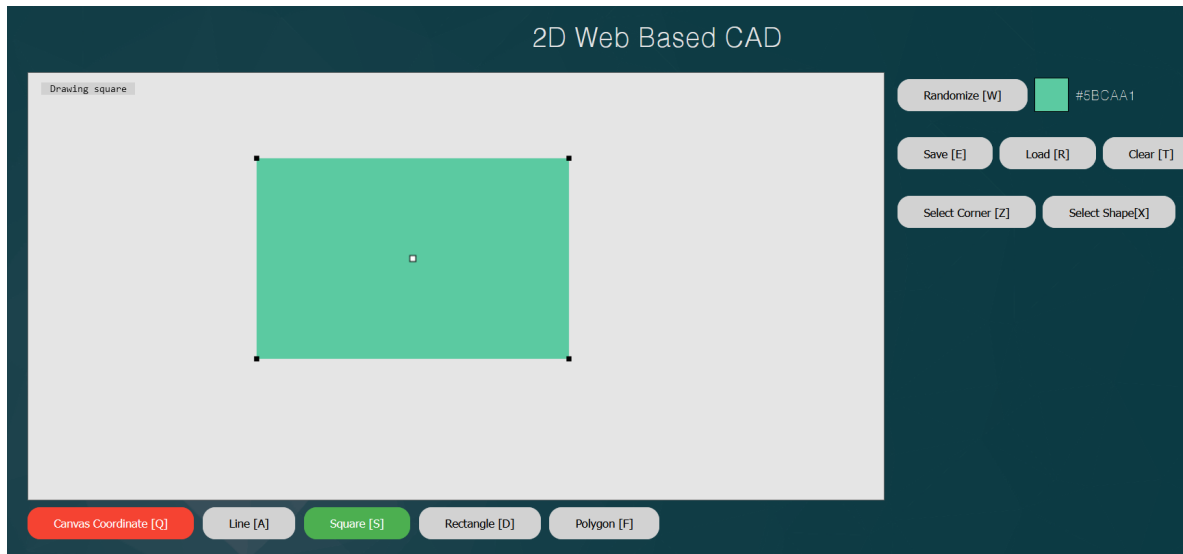 2D Web Based CAD
Drawing square
Randomize [W] #5BCAA1
Save [E] Load [R] Clear [T]
Select Corner [Z] Select Shape[X]
Canvas Coordinate [Q] Line [A] Square [S] Rectangle [D] Polygon [F]